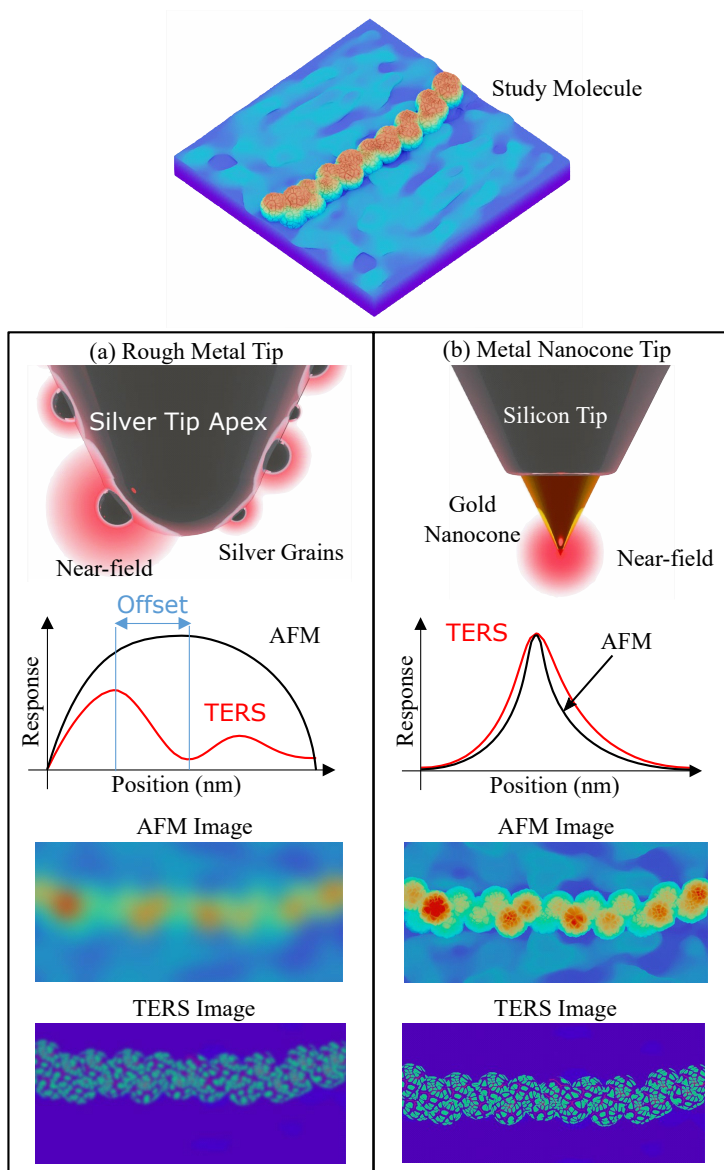 Study Molecule
(a) Rough Metal Tip
Silver Tip Apex
Silver Grains
Near-field
Offset
AFM
TERS
Response
Position (nm)
AFM Image
TERS Image
(b) Metal Nanocone Tip
Silicon Tip
Gold
Nanocone
Near-field
TERS
AFM
Response
Position (nm)
AFM Image
TERS Image